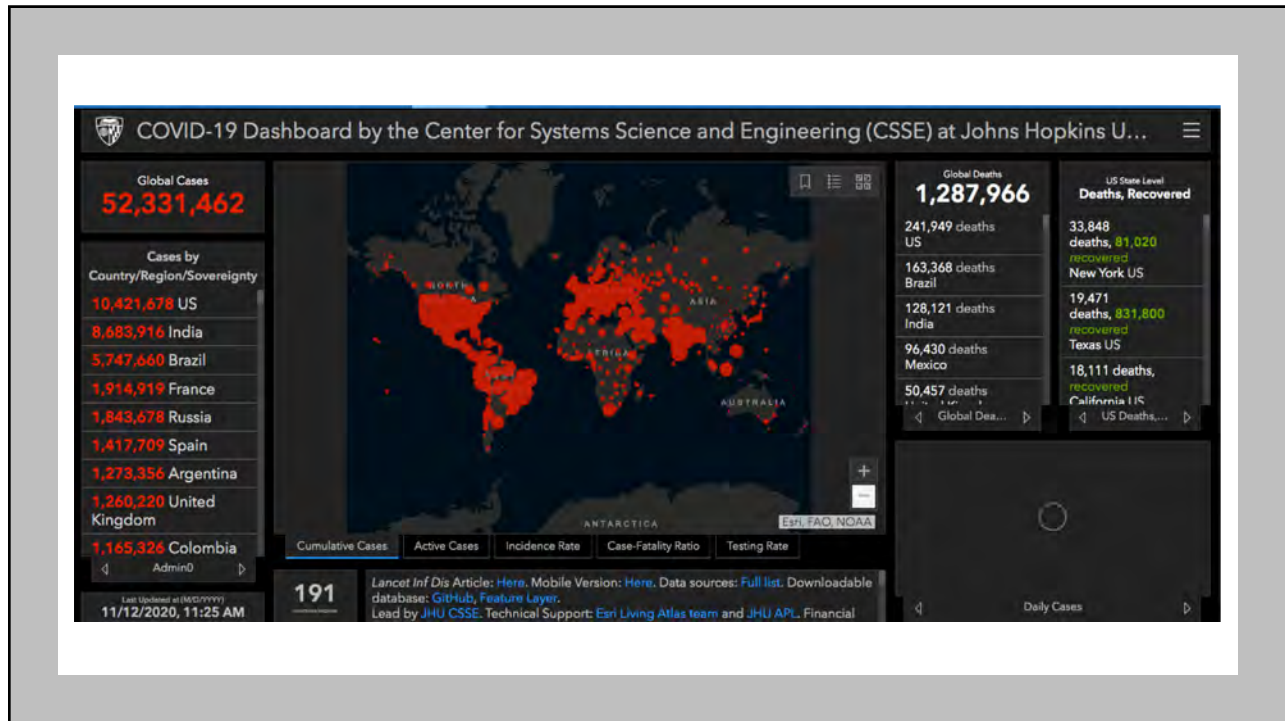 COVID-19 Dashboard by the Center for Systems Science and Engineering (CSSE) at Johns Hopkins U...
Global Cases
52,331,462
Cases by
Country/Region/Sovereignty
10,421,678 US
8,683,916 India
5,747,660 Brazil
1,914,919 France
1,843,678 Russia
1,417,709 Spain
1,273,356 Argentina
1,260,220 United
Kingdom
1,165,326 Colombia
Admin0
Last Updated at (M/D/YYYY)
11/12/2020, 11:25 AM
NORTH
AFRICA
ASIA
AUSTRALIA
ANTARCTICA
Esri, FAO, NOAA
Cumulative Cases
Active Cases
Incidence Rate
Case-Fatality Ratio
Testing Rate
191
Lancet Inf Dis Article: Here. Mobile Version: Here. Data sources: Full list. Downloadable
database: GitHub, Feature Layer.
Lead by JHU CSSE. Technical Support: Esri Living Atlas team and JHU APL. Financial
Global Deaths
1,287,966
241,949 deaths
US
163,368 deaths
Brazil
128,121 deaths
India
96,430 deaths
Mexico
50,457 deaths
Global Dea...
US State Level
Deaths, Recovered
33,848
deaths, 81,020
recovered
New York US
19,471
deaths, 831,800
recovered
Texas US
18,111 deaths,
recovered
California US
US Deaths,...
Daily Cases